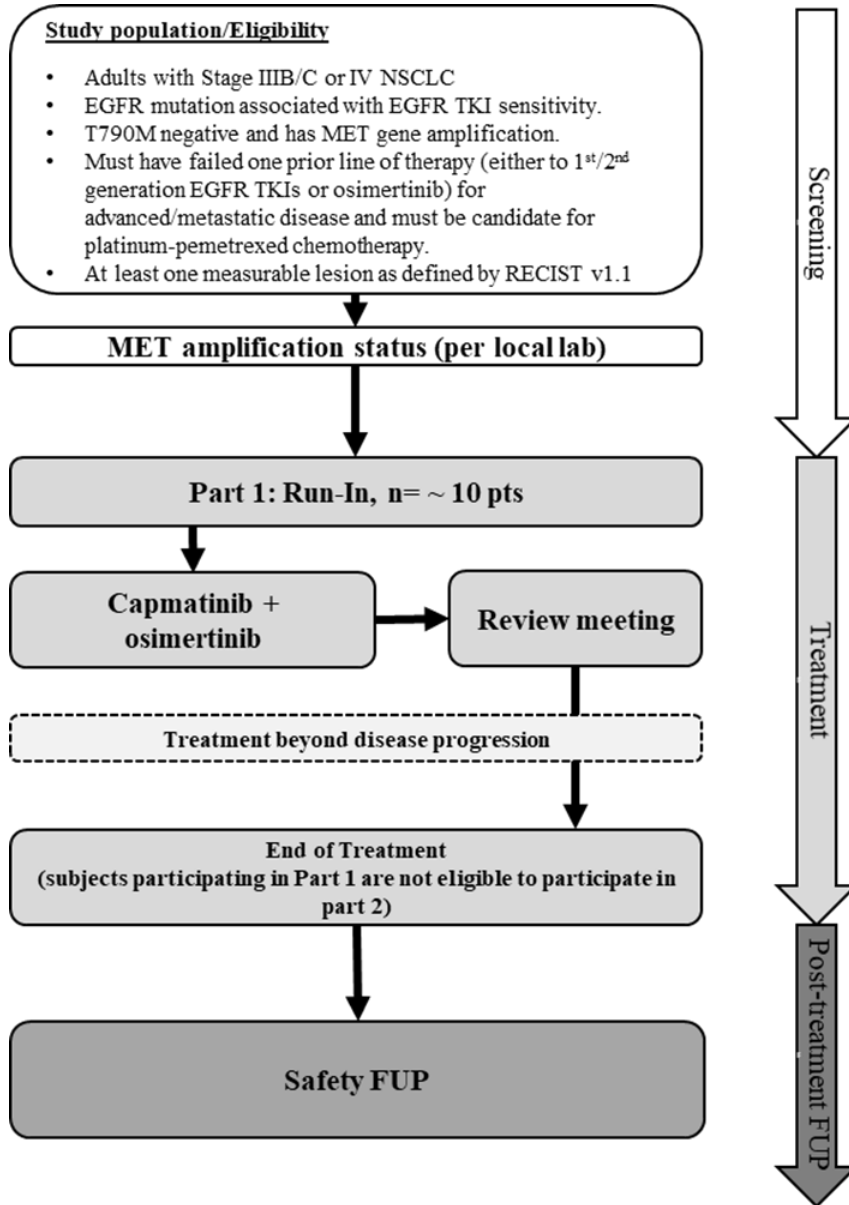 Study population/Eligibility
• Adults with Stage IIIB/C or IV NSCLC
• EGFR mutation associated with EGFR TKI sensitivity.
• T790M negative and has MET gene amplification.
• Must have failed one prior line of therapy (either to 1st/2nd
generation EGFR TKIs or osimertinib) for
advanced/metastatic disease and must be candidate for
platinum-pemetrexed chemotherapy.
• At least one measurable lesion as defined by RECIST v1.1
MET amplification status (per local lab)
Part 1: Run-In, n= ~ 10 pts
Capmatinib +
osimertinib
Review meeting
Treatment beyond disease progression
End of Treatment
(subjects participating in Part 1 are not eligible to participate in
part 2)
Safety FUP
Screening
Treatment
Post-treatment FUP